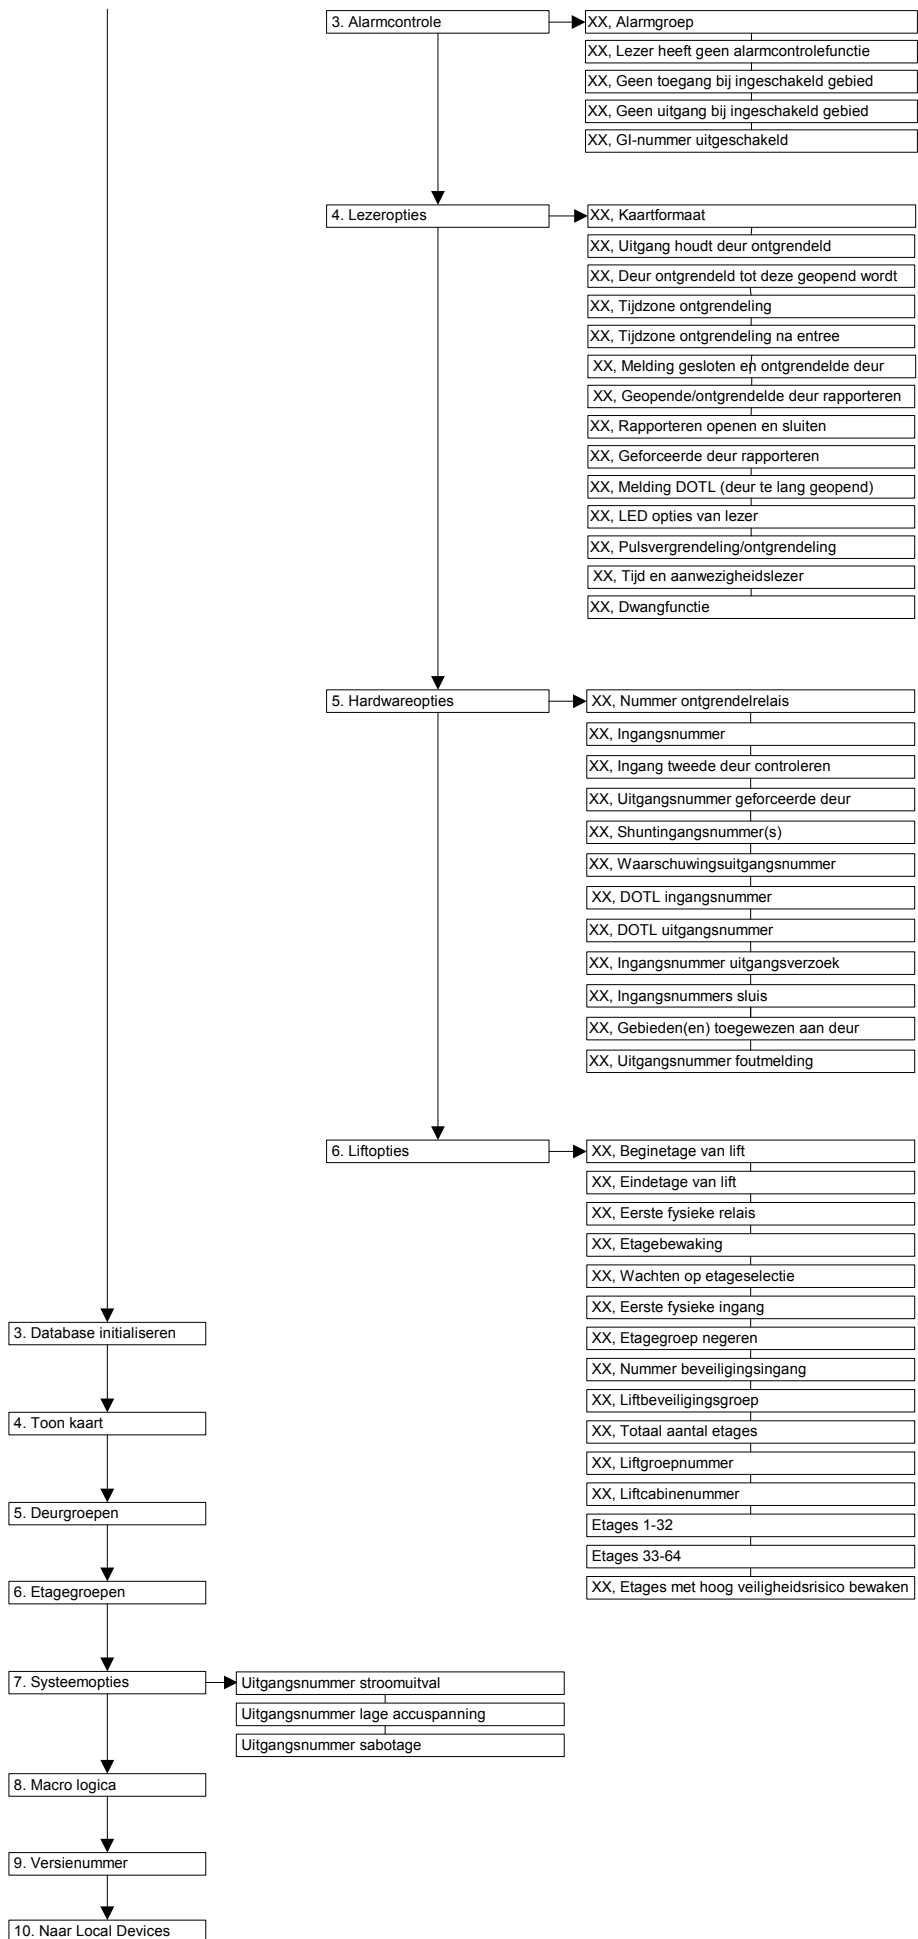 3. Alarmcontrole
XX, Alarmgroep
XX, Lezer heeft geen alarmcontrolefunctie
XX, Geen toegang bij ingeschakeld gebied
XX, Geen uitgang bij ingeschakeld gebied
XX, GI-nummer uitgeschakeld
4. Lezeropties
XX, Kaartformaat
XX, Uitgang houdt deur ontgrendeld
XX, Deur ontgrendeld tot deze geopend wordt
XX, Tijdzone ontgrendeling
XX, Tijdzone ontgrendeling na entree
XX, Melding gesloten en ontgrendelde deur
XX, Geopende/ontgrendelde deur rapporteren
XX, Rapporteren openen en sluiten
XX, Geforceerde deur rapporteren
XX, Melding DOTL (deur te lang geopend)
XX, LED opties van lezer
XX, Pulsvergrendeling/ontgrendeling
XX, Tijd en aanwezigheidslezer
XX, Dwangfunctie
5. Hardwareopties
XX, Nummer ontgrendelrelais
XX, Ingangsnummer
XX, Ingang tweede deur controleren
XX, Uitgangsnummer geforceerde deur
XX, Shuntingangsnummer(s)
XX, Waarschuwingsuitgangsnummer
XX, DOTL ingangsnummer
XX, DOTL uitgangsnummer
XX, Ingangsnummer uitgangsverzoek
XX, Ingangsnummers sluis
XX, Gebieden(en) toegewezen aan deur
XX, Uitgangsnummer foutmelding
6. Liftopties
XX, Beginetage van lift
XX, Eindetage van lift
XX, Eerste fysieke relais
XX, Etagebewaking
XX, Wachten op etageselectie
XX, Eerste fysieke ingang
XX, Etagegroep negeren
XX, Nummer beveiligingsingang
XX, Liftbeveiligingsgroep
XX, Totaal aantal etages
XX, Liftgroepnummer
XX, Liftcabinenummer
Etages 1-32
Etages 33-64
XX, Etages met hoog veiligheidsrisico bewaken
3. Database initialiseren
4. Toon kaart
5. Deurgroepen
6. Etagegroepen
7. Systeemopties
Uitgangsnummer stroomuitval
Uitgangsnummer lage accuspanning
Uitgangsnummer sabotage
8. Macro logica
9. Versienummer
10. Naar Local Devices